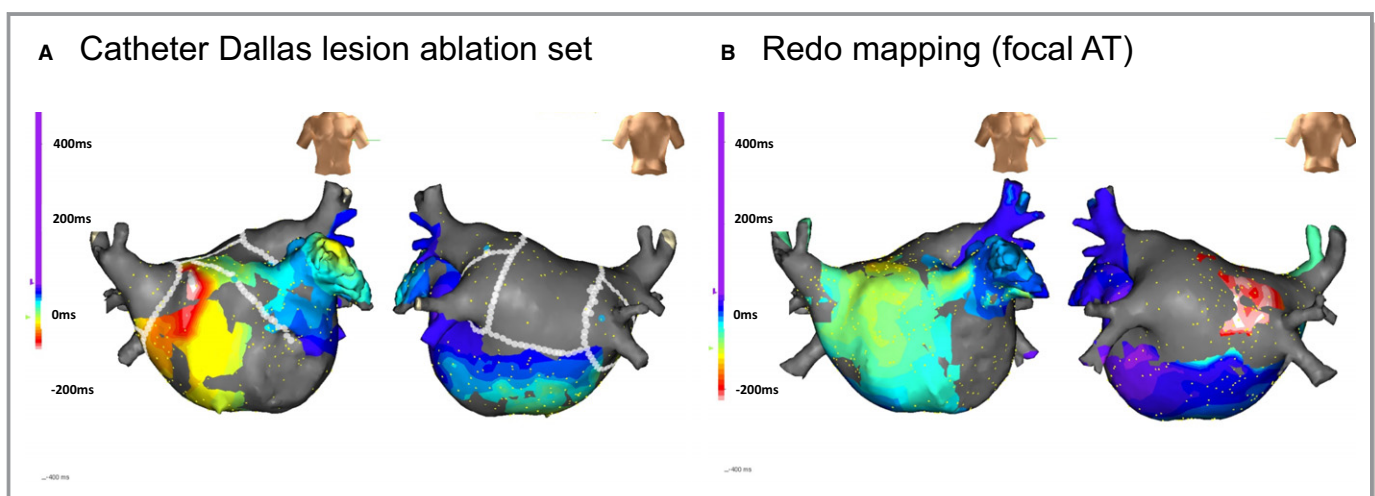 A Catheter Dallas lesion ablation set
B Redo mapping (focal AT)
400ms
200ms
0ms
-200ms
-400 ms
400ms
200ms
0ms
-200ms
-400 ms